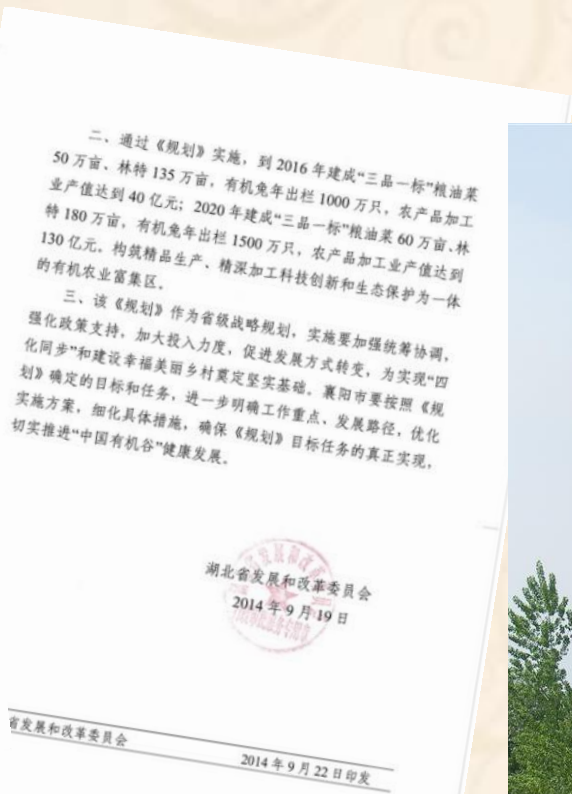 二、通过《规划》实施，到 2016 年建成“三品一标”粮油菜
50 万亩、林特 135 万亩，有机兔年出栏 1000 万只，农产品加工
业产值达到 40 亿元；2020 年建成“三品一标”粮油菜 60 万亩、林
特 180 万亩，有机兔年出栏 1500 万只，农产品加工业产值达到
130 亿元。构筑精品生产、精深加工科技创新和生态保护为一体
的有机农业富集区。
三、该《规划》作为省级战略规划，实施要加强统筹协调，
强化政策支持，加大投入力度，促进发展方式转变，为实现“四
化同步”和建设幸福美丽乡村奠定坚实基础。襄阳市要按照《规
划》确定的目标和任务，进一步明确工作重点、发展路径，优化
实施方案，细化具体措施，确保《规划》目标任务的真正实现，
切实推进“中国有机谷”健康发展。
湖北省发展和改革委员会
2014 年 9 月 19 日
省发展和改革委员会 2014 年 9 月 22 日印发